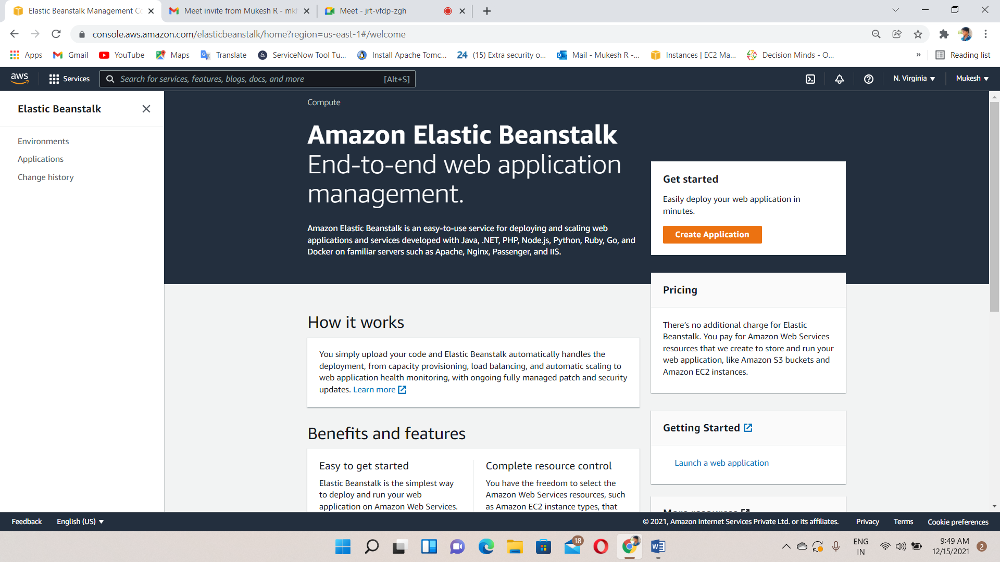 Elastic Beanstalk Management Co
Meet invite from Mukesh R - mkh
Meet - jrt-vfdp-zgh
console.aws.amazon.com/elasticbeanstalk/home?region=us-east-1#/welcome
Apps
Gmail
YouTube
Maps
Translate
ServiceNow Tool Tu...
Install Apache Tomc...
24 (15) Extra security o...
Mail - Mukesh R -...
Instances | EC2 Ma...
Decision Minds - O...
»
Reading list
aws
Services
Search for services, features, blogs, docs, and more [Alt+S]
N. Virginia
Mukesh
Elastic Beanstalk
Environments
Applications
Change history
Compute
Amazon Elastic Beanstalk
End-to-end web application
management.
Amazon Elastic Beanstalk is an easy-to-use service for deploying and scaling web
applications and services developed with Java, .NET, PHP, Node.js, Python, Ruby, Go, and
Docker on familiar servers such as Apache, Nginx, Passenger, and IIS.
Get started
Easily deploy your web application in
minutes.
Create Application
Pricing
There's no additional charge for Elastic
Beanstalk. You pay for Amazon Web Services
resources that we create to store and run your
web application, like Amazon S3 buckets and
Amazon EC2 instances.
How it works
You simply upload your code and Elastic Beanstalk automatically handles the
deployment, from capacity provisioning, load balancing, and automatic scaling to
web application health monitoring, with ongoing fully managed patch and security
updates. Learn more
Getting Started
Launch a web application
Benefits and features
Easy to get started
Elastic Beanstalk is the simplest way
to deploy and run your web
application on Amazon Web Services.
Complete resource control
You have the freedom to select the
Amazon Web Services resources, such
as Amazon EC2 instance types, that
More resources
Feedback
English (US)
© 2021, Amazon Internet Services Private Ltd. or its affiliates.
Privacy
Terms
Cookie preferences
18
ENG
IN
9:49 AM
12/15/2021
2